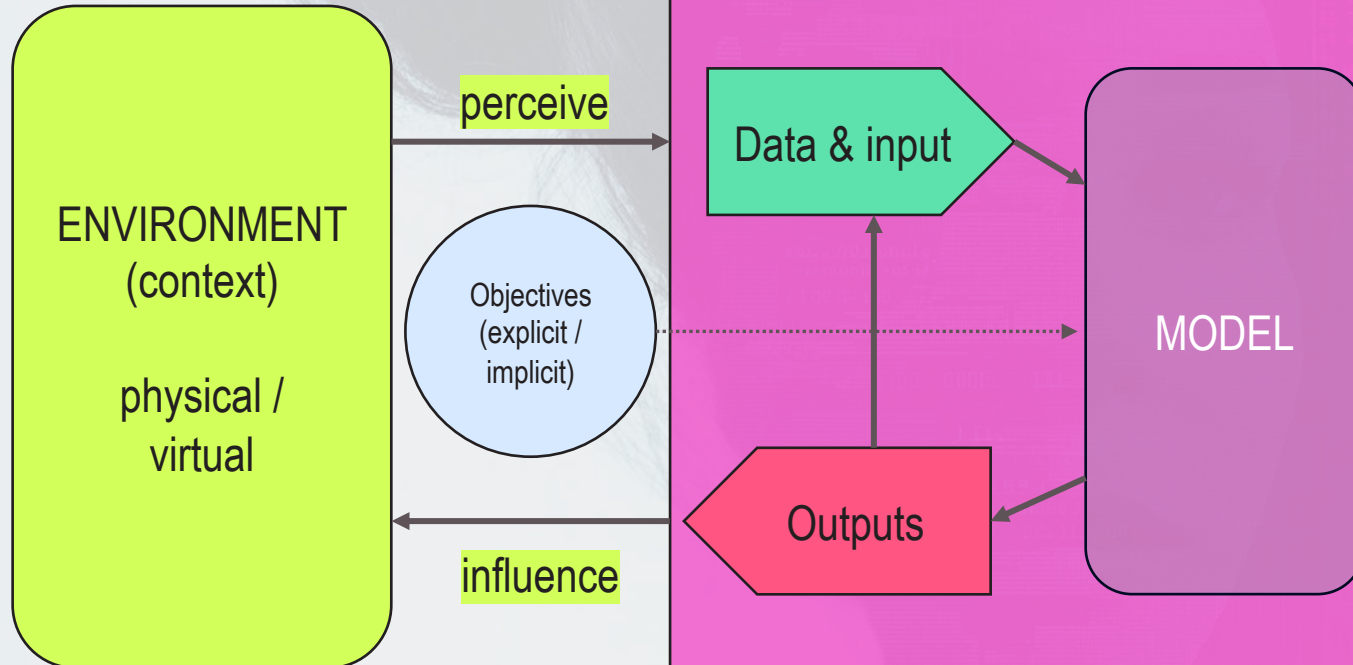 ENVIRONMENT
(context)
physical /
virtual
perceive
Objectives
(explicit /
implicit)
influence
Data & input
Outputs
MODEL